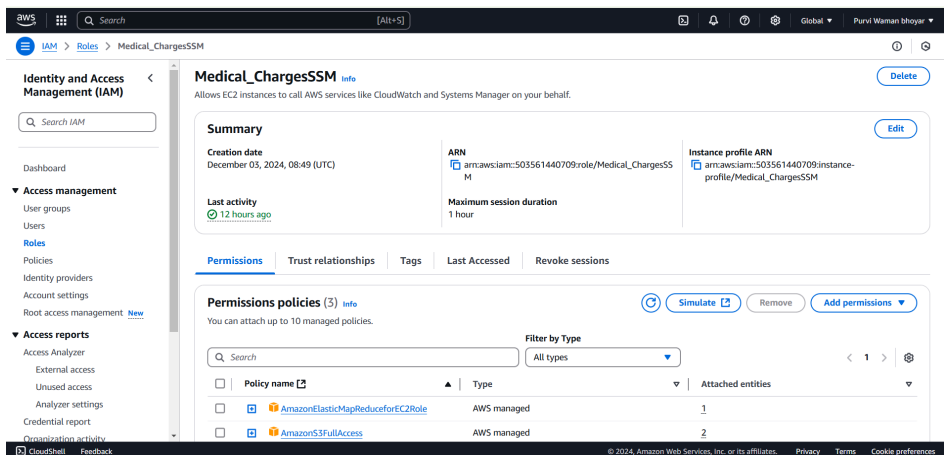 aws Search [Alt+S] Global ▼ Purvi Waman bhoyar ▼
IAM > Roles > Medical_ChargesSSM
Identity and Access
Management (IAM)
Search IAM
Dashboard
▼ Access management
User groups
Users
Roles
Policies
Identity providers
Account settings
Root access management New
▼ Access reports
Access Analyzer
External access
Unused access
Analyzer settings
Credential report
Organization activity
Medical_ChargesSSM Info
Delete
Allows EC2 instances to call AWS services like CloudWatch and Systems Manager on your behalf.
Summary
Edit
Creation date
December 03, 2024, 08:49 (UTC)
ARN
arn:aws:iam::503561440709:role/Medical_ChargesSS
M
Instance profile ARN
arn:aws:iam::503561440709:instance-
profile/Medical_ChargesSSM
Last activity
12 hours ago
Maximum session duration
1 hour
Permissions Trust relationships Tags Last Accessed Revoke sessions
Permissions policies (3) Info
Simulate Remove Add permissions ▼
You can attach up to 10 managed policies.
Filter by Type
Search All types ▼ < 1 >
Policy name ▲ Type ▼ Attached entities ▼
AmazonElasticMapReduceforEC2Role AWS managed 1
AmazonS3FullAccess AWS managed 2
CloudShell Feedback © 2024, Amazon Web Services, Inc. or its affiliates. Privacy Terms Cookie preferences